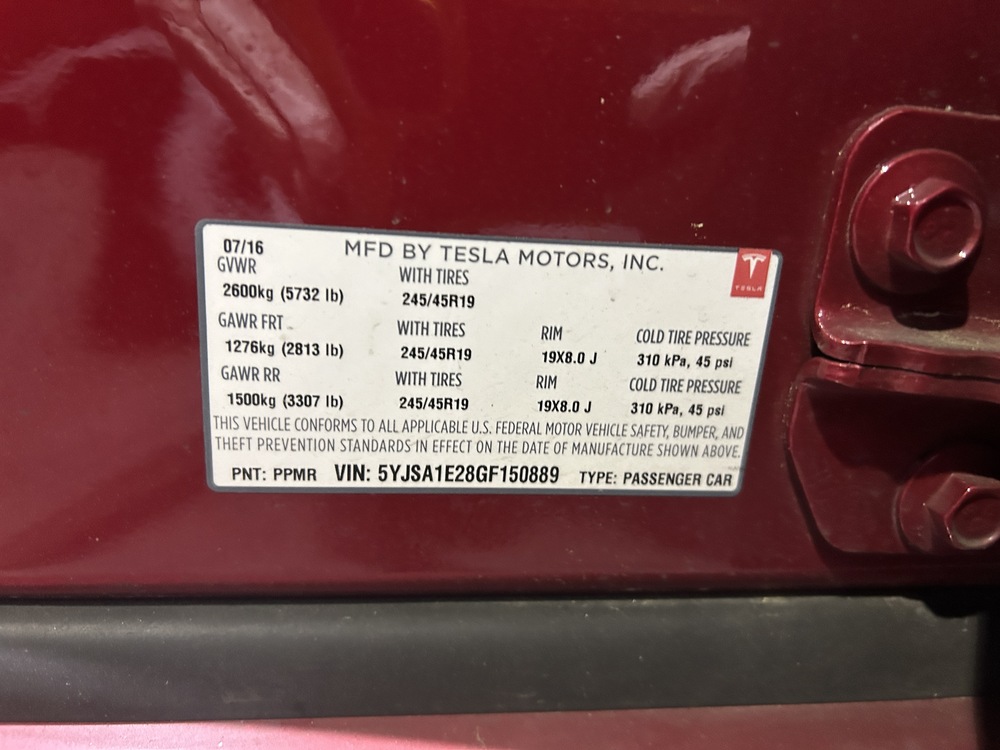 07/16 MFD BY TESLA MOTORS, INC.
TESLA
GVWR WITH TIRES
2600kg (5732 lb) 245/45R19
GAWR FRT WITH TIRES RIM COLD TIRE PRESSURE
1276kg (2813 lb) 245/45R19 19X8.0 J 310 kPa, 45 psi
GAWR RR WITH TIRES RIM COLD TIRE PRESSURE
1500kg (3307 lb) 245/45R19 19X8.0 J 310 kPa, 45 psi
THIS VEHICLE CONFORMS TO ALL APPLICABLE U.S. FEDERAL MOTOR VEHICLE SAFETY, BUMPER, AND
THEFT PREVENTION STANDARDS IN EFFECT ON THE DATE OF MANUFACTURE SHOWN ABOVE.
PNT: PPMR VIN: 5YJSA1E28GF150889 TYPE: PASSENGER CAR